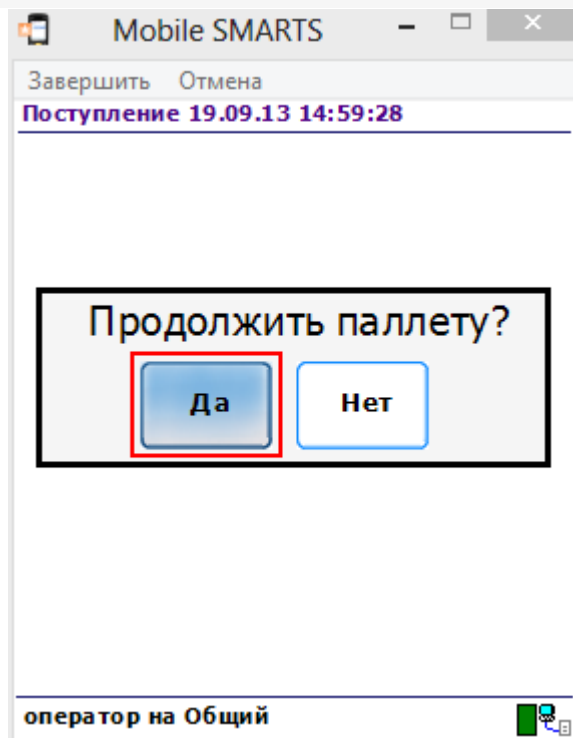 Mobile SMARTS
Завершить Отмена
Поступление 19.09.13 14:59:28
Продолжить паллету?
Да Нет
оператор на Общий